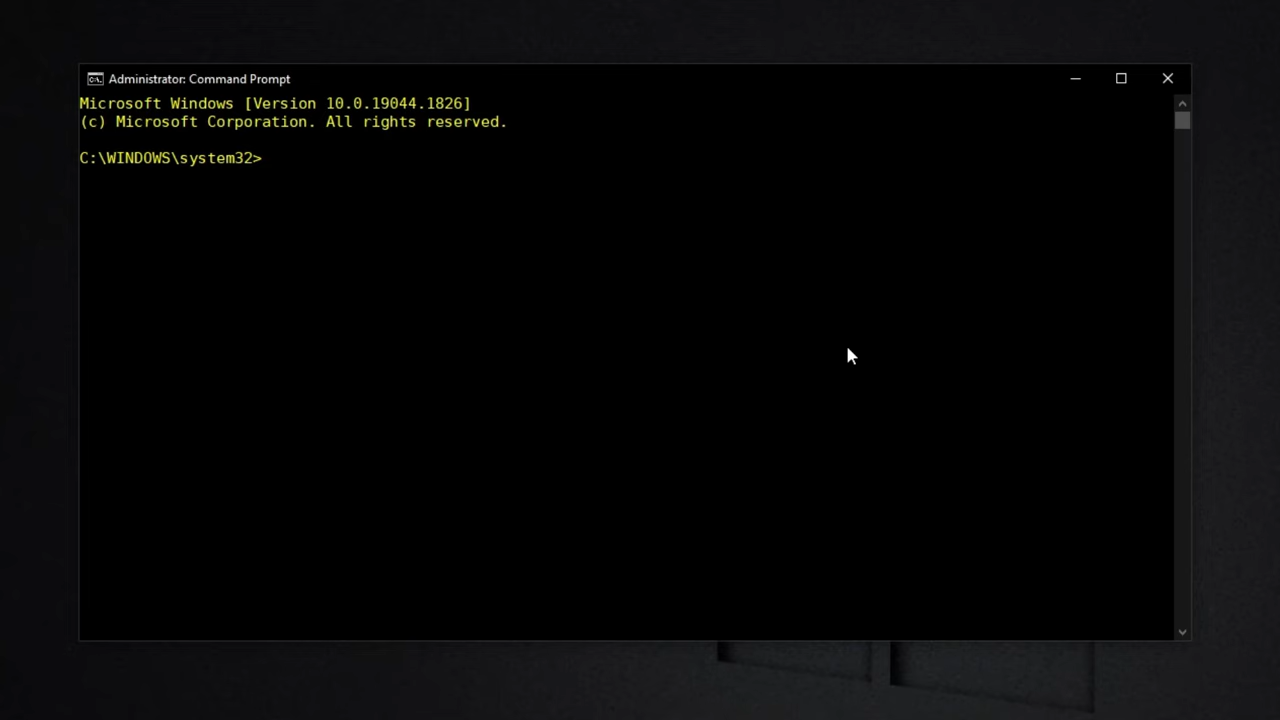 Administrator: Command Prompt
Microsoft Windows [Version 10.0.19044.1826]
(c) Microsoft Corporation. All rights reserved.
C:\WINDOWS\system32>